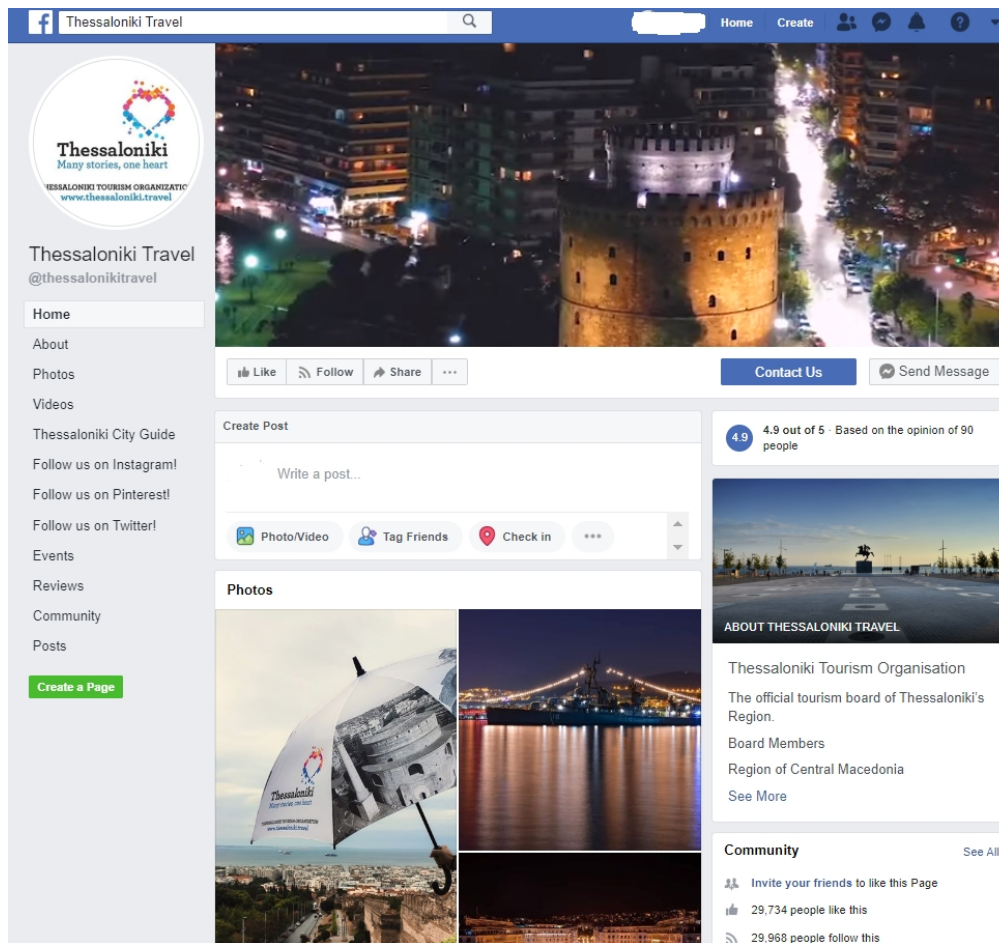 Thessaloniki Travel
Home
Create
Thessaloniki
Many stories, one heart
ESSALONIKI TOURISM ORGANIZATIO
www.thessaloniki.travel
Thessaloniki Travel
@thessalonikitravel
Home
About
Photos
Videos
Thessaloniki City Guide
Follow us on Instagram!
Follow us on Pinterest!
Follow us on Twitter!
Events
Reviews
Community
Posts
Create a Page
Like
Follow
Share
Contact Us
Send Message
Create Post
Write a post...
Photo/Video
Tag Friends
Check in
Photos
Thessaloniki
Many stories, one heart
www.thessaloniki.travel
4.9
4.9 out of 5 · Based on the opinion of 90
people
ABOUT THESSALONIKI TRAVEL
Thessaloniki Tourism Organisation
The official tourism board of Thessaloniki's
Region.
Board Members
Region of Central Macedonia
See More
Community
See All
Invite your friends to like this Page
29,734 people like this
29,968 people follow this